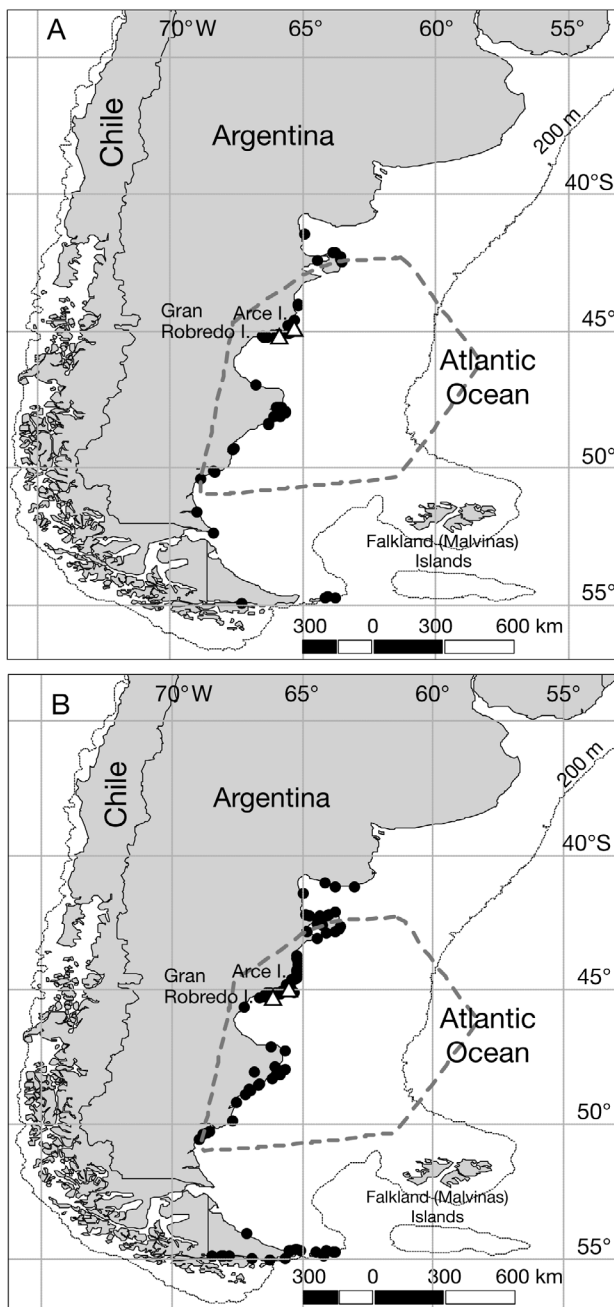 70°W 65° 60° 55°
A
Chile
Argentina
200 m
40°S
Gran
Robredo I.
Arce I.
45°
Atlantic
Ocean
50°
Falkland (Malvinas)
Islands
55°
300 0 300 600 km
70°W 65° 60° 55°
B
Chile
Argentina
200 m
40°S
Gran
Robredo I.
Arce I.
45°
Atlantic
Ocean
50°
Falkland (Malvinas)
Islands
55°
300 0 300 600 km